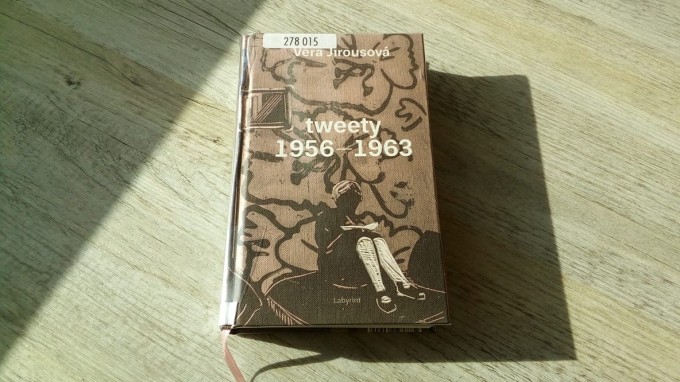 278 015
Věra Jirousová
tweety
1956–1963
Labyrint